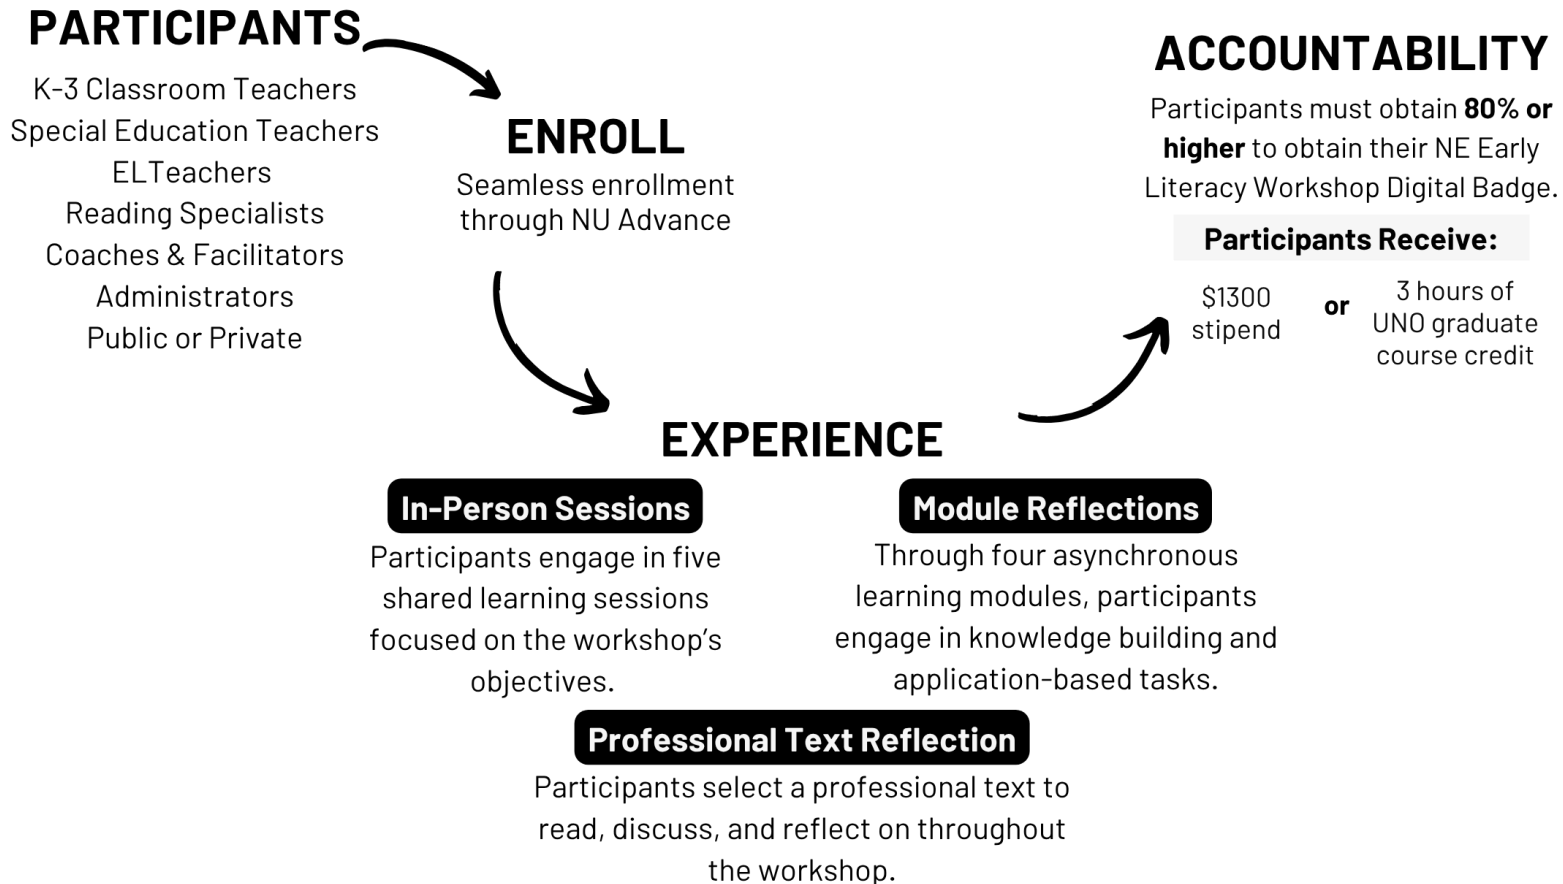 PARTICIPANTS
K-3 Classroom Teachers
Special Education Teachers
ELTeachers
Reading Specialists
Coaches & Facilitators
Administrators
Public or Private
ENROLL
Seamless enrollment
through NU Advance
EXPERIENCE
In-Person Sessions
Participants engage in five
shared learning sessions
focused on the workshop's
objectives.
Module Reflections
Through four asynchronous
learning modules, participants
engage in knowledge building and
application-based tasks.
Professional Text Reflection
Participants select a professional text to
read, discuss, and reflect on throughout
the workshop.
ACCOUNTABILITY
Participants must obtain 80% or
higher to obtain their NE Early
Literacy Workshop Digital Badge.
Participants Receive:
$1300
stipend
or
3 hours of
UNO graduate
course credit